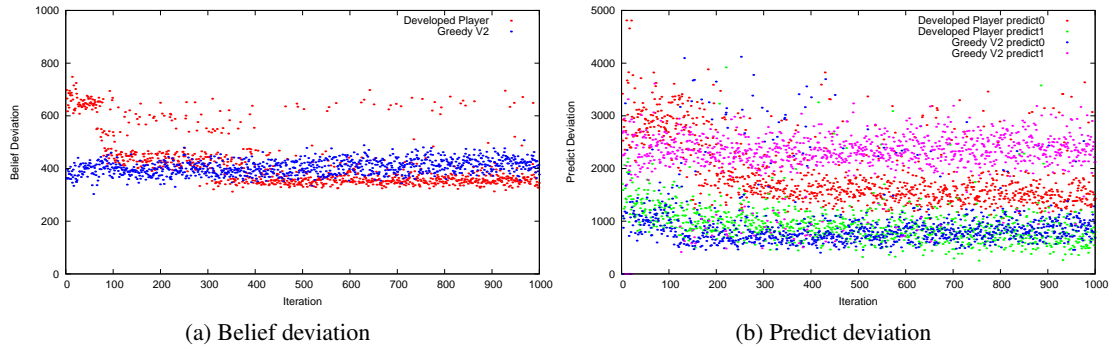 1000
800
600
400
200
0
Belief Deviation
0 100 200 300 400 500 600 700 800 900 1000
Iteration
Developed Player
Greedy V2
(a) Belief deviation
5000
4000
3000
2000
1000
0
Predict Deviation
0 100 200 300 400 500 600 700 800 900 1000
Iteration
Developed Player predict0
Developed Player predict1
Greedy V2 predict0
Greedy V2 predict1
(b) Predict deviation